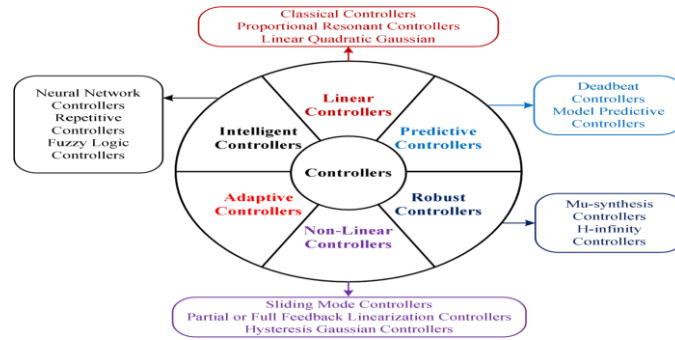 Classical Controllers
Proportional Resonant Controllers
Linear Quadratic Gaussian
Neural Network
Controllers
Repetitive
Controllers
Fuzzy Logic
Controllers
Linear
Controllers
Deadbeat
Controllers
Model Predictive
Controllers
Intelligent
Controllers
Predictive
Controllers
Controllers
Adaptive
Controllers
Robust
Controllers
Non-Linear
Controllers
Mu-synthesis
Controllers
H-infinity
Controllers
Sliding Mode Controllers
Partial or Full Feedback Linearization Controllers
Hysteresis Gaussian Controllers